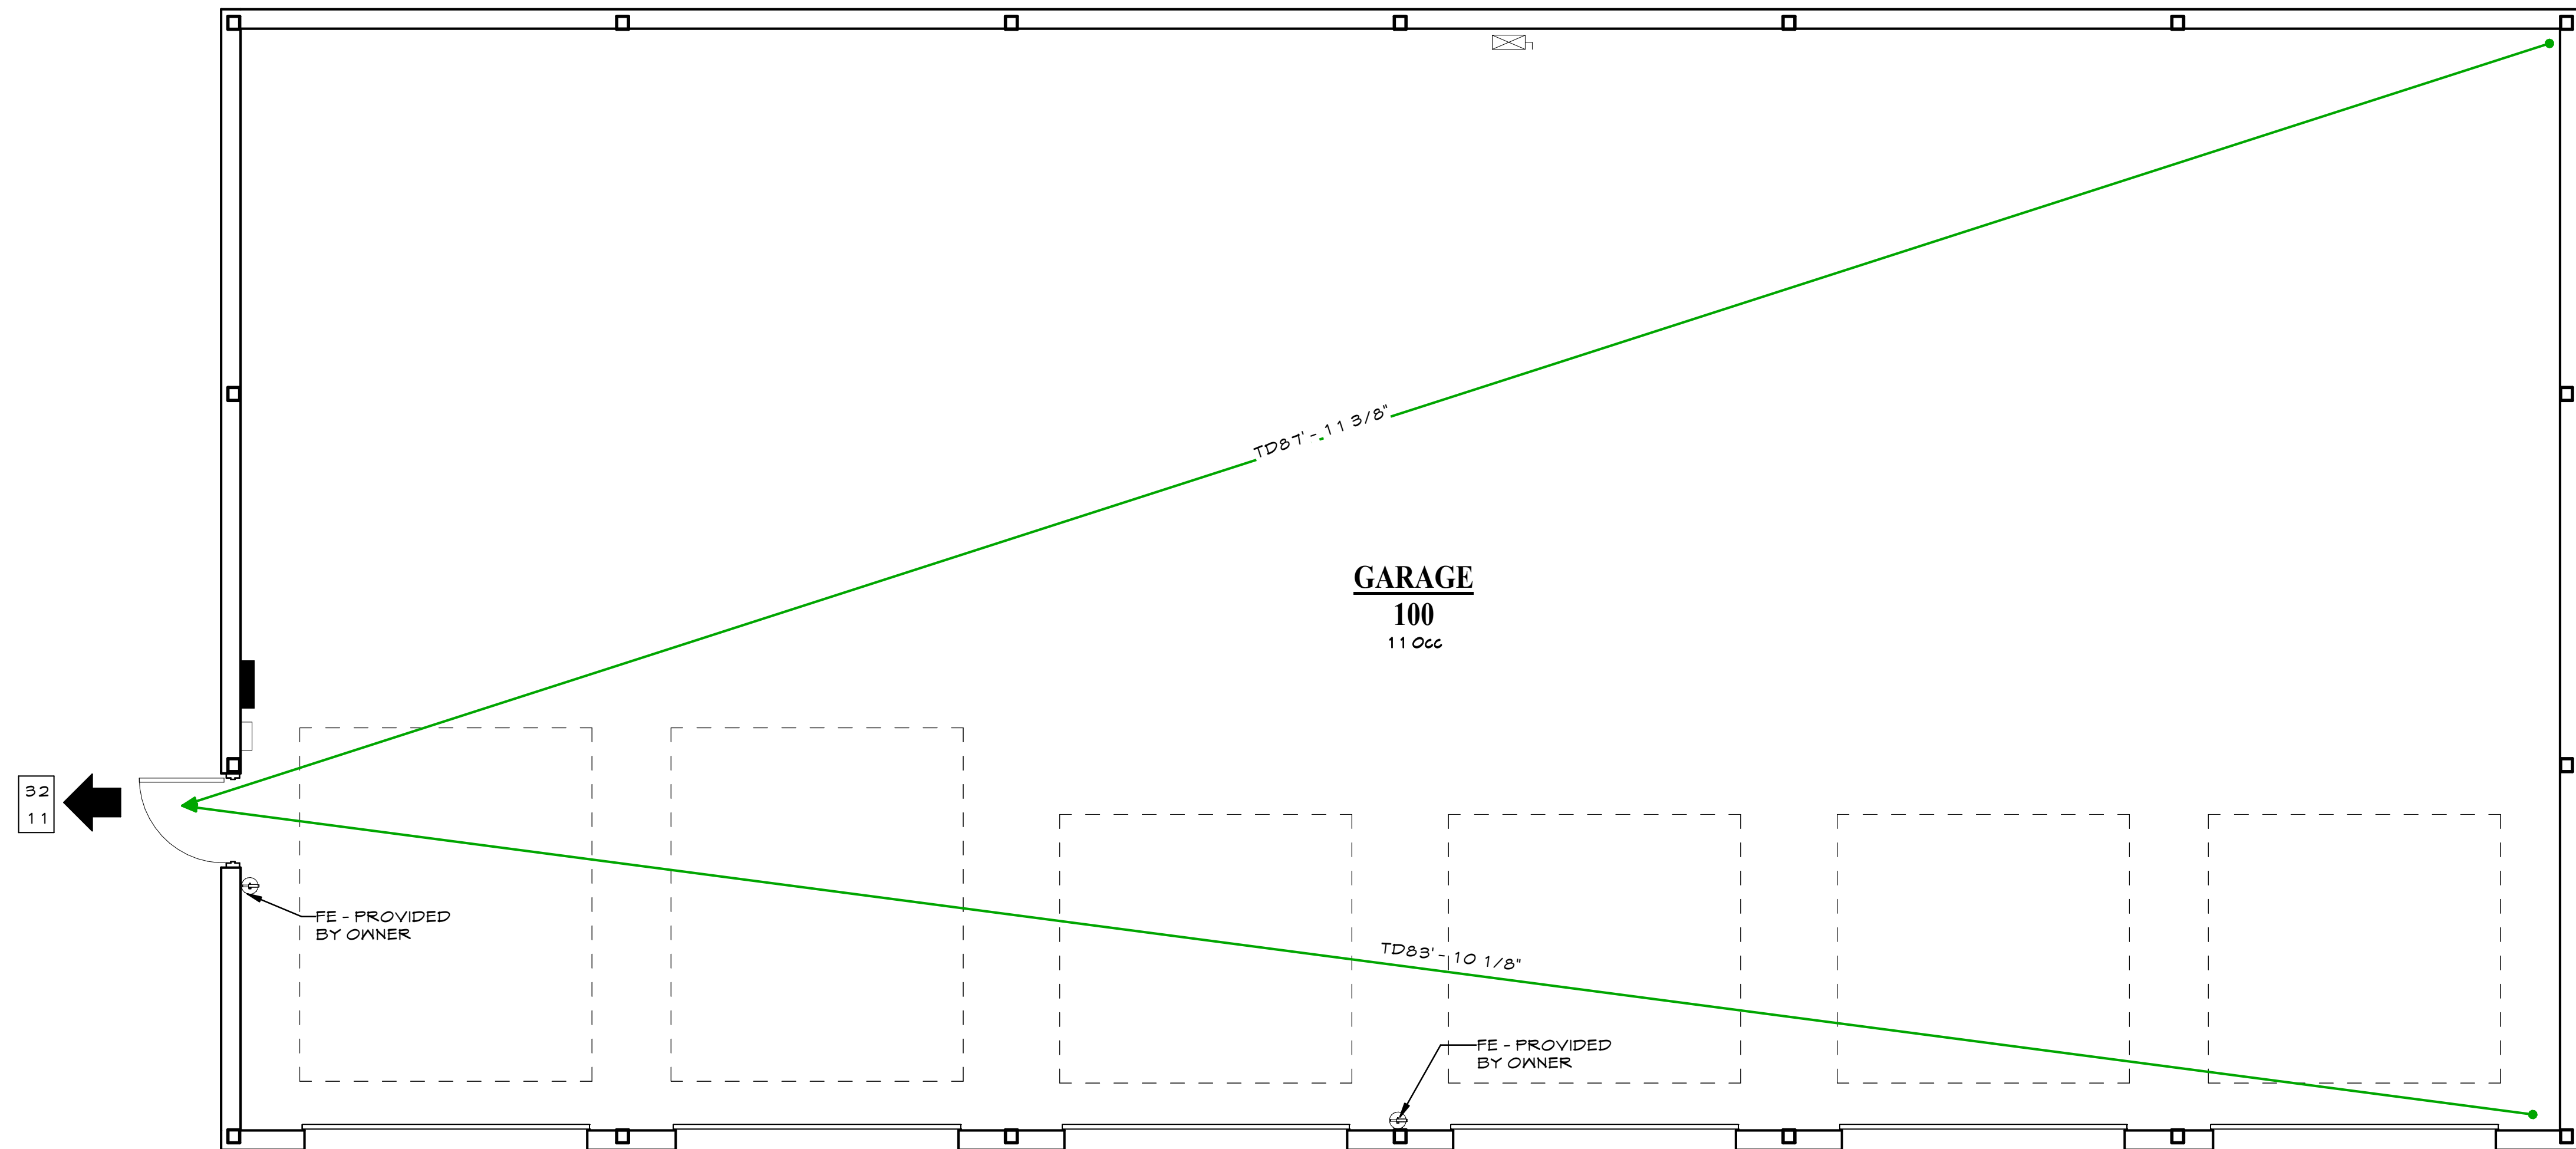 TD87' - 11 3/8"
GARAGE
100
11 Occ
32
11
FE - PROVIDED
BY OWNER
TD83' - 10 1/8"
FE - PROVIDED
BY OWNER